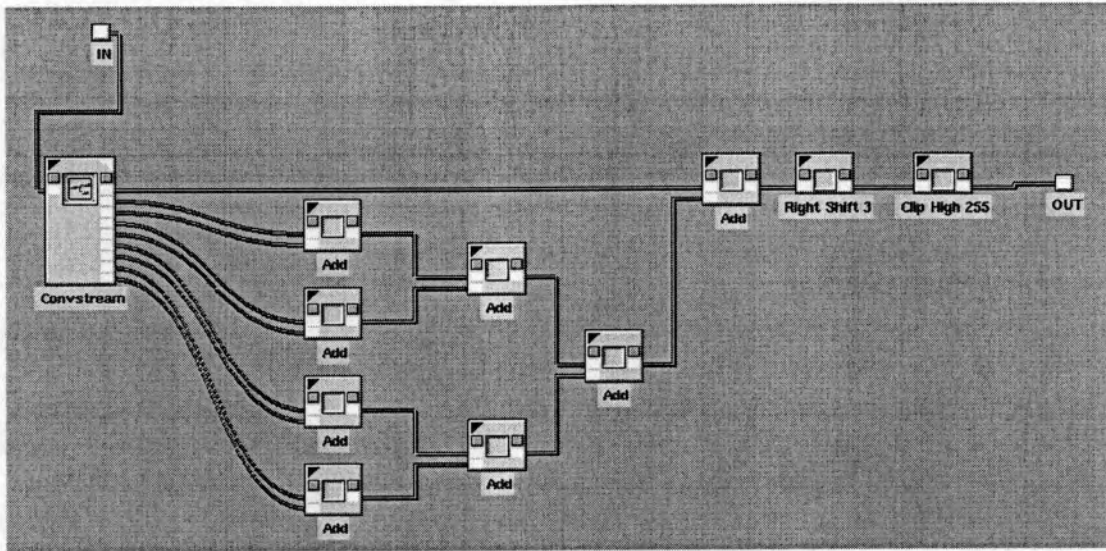 IN
Convstream
Add
Add
Add
Add
Add
Add
Add
Add
Right Shift 3
Clip High 255
OUT